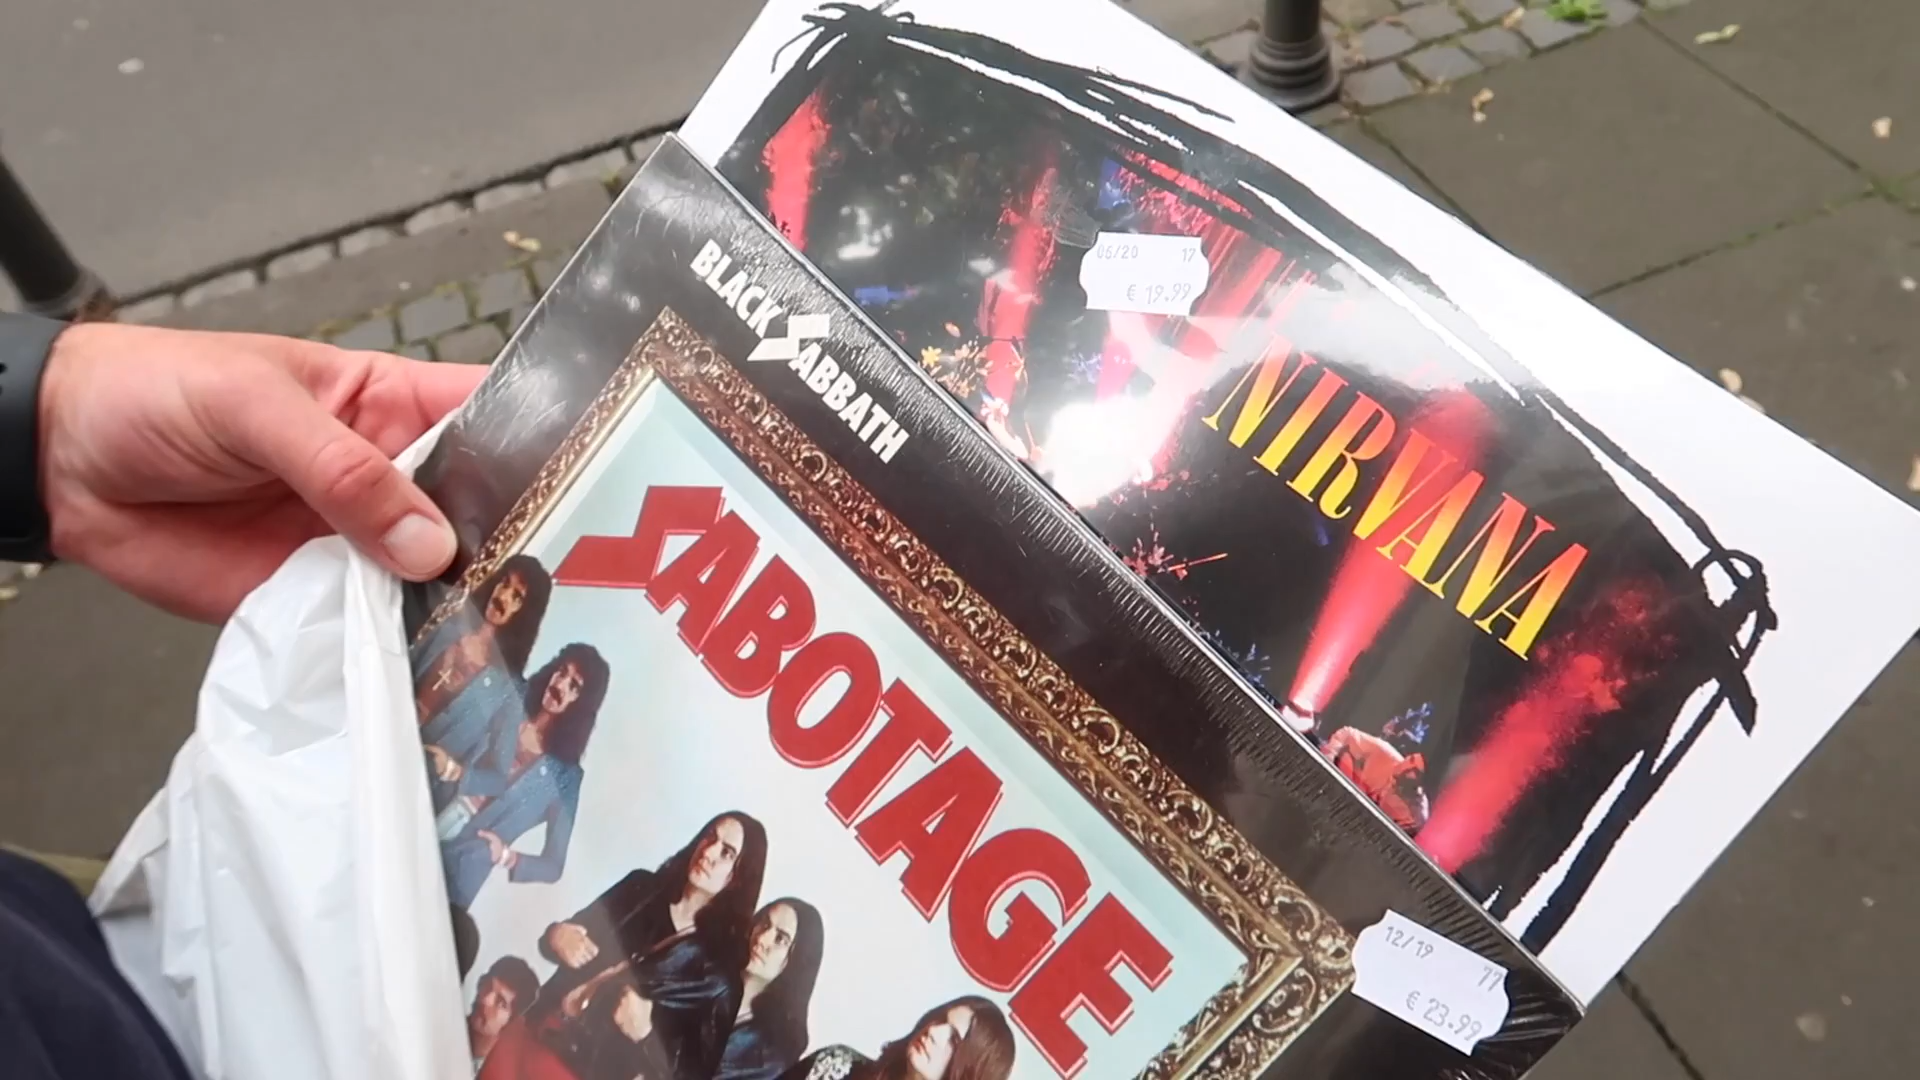 06/20 17
€ 19.99
NIRVANA
BLACK SABBATH
SABOTAGE
12/19 77
€ 23.99